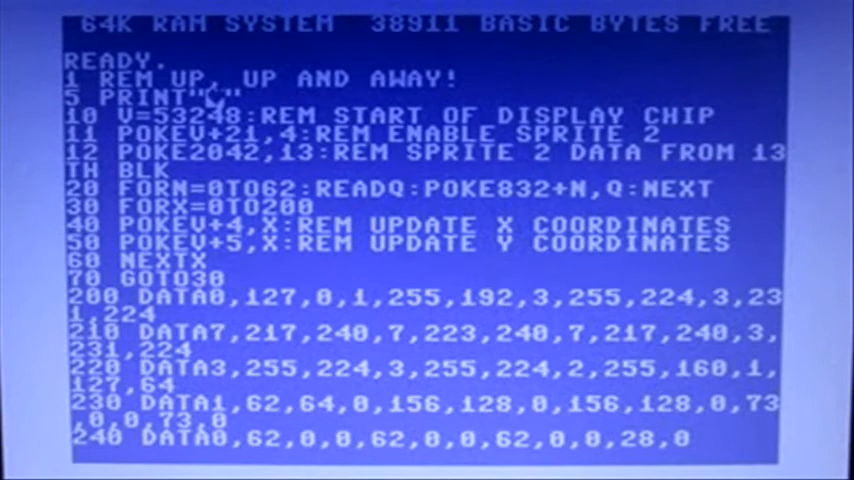 64K RAM SYSTEM  38911 BASIC BYTES FREE
READY.
1 REM UP, UP AND AWAY!
5 PRINT" "
10 V=53248:REM START OF DISPLAY CHIP
11 POKEV+21,4:REM ENABLE SPRITE 2
12 POKE2042,13:REM SPRITE 2 DATA FROM 13
TH BLK
20 FORN=0TO62:READQ:POKE832+N,Q:NEXT
30 FORX=0TO200
40 POKEV+4,X:REM UPDATE X COORDINATES
50 POKEV+5,X:REM UPDATE Y COORDINATES
60 NEXTX
70 GOTO30
200 DATA0,127,0,1,255,192,3,255,224,3,23
1,224
210 DATA7,217,240,7,223,240,7,217,240,3,
231,224
220 DATA3,255,224,3,255,224,2,255,160,1,
127,64
230 DATA1,62,64,0,156,128,0,156,128,0,73
,0,0,73,0
240 DATA0,62,0,0,62,0,0,62,0,0,28,0